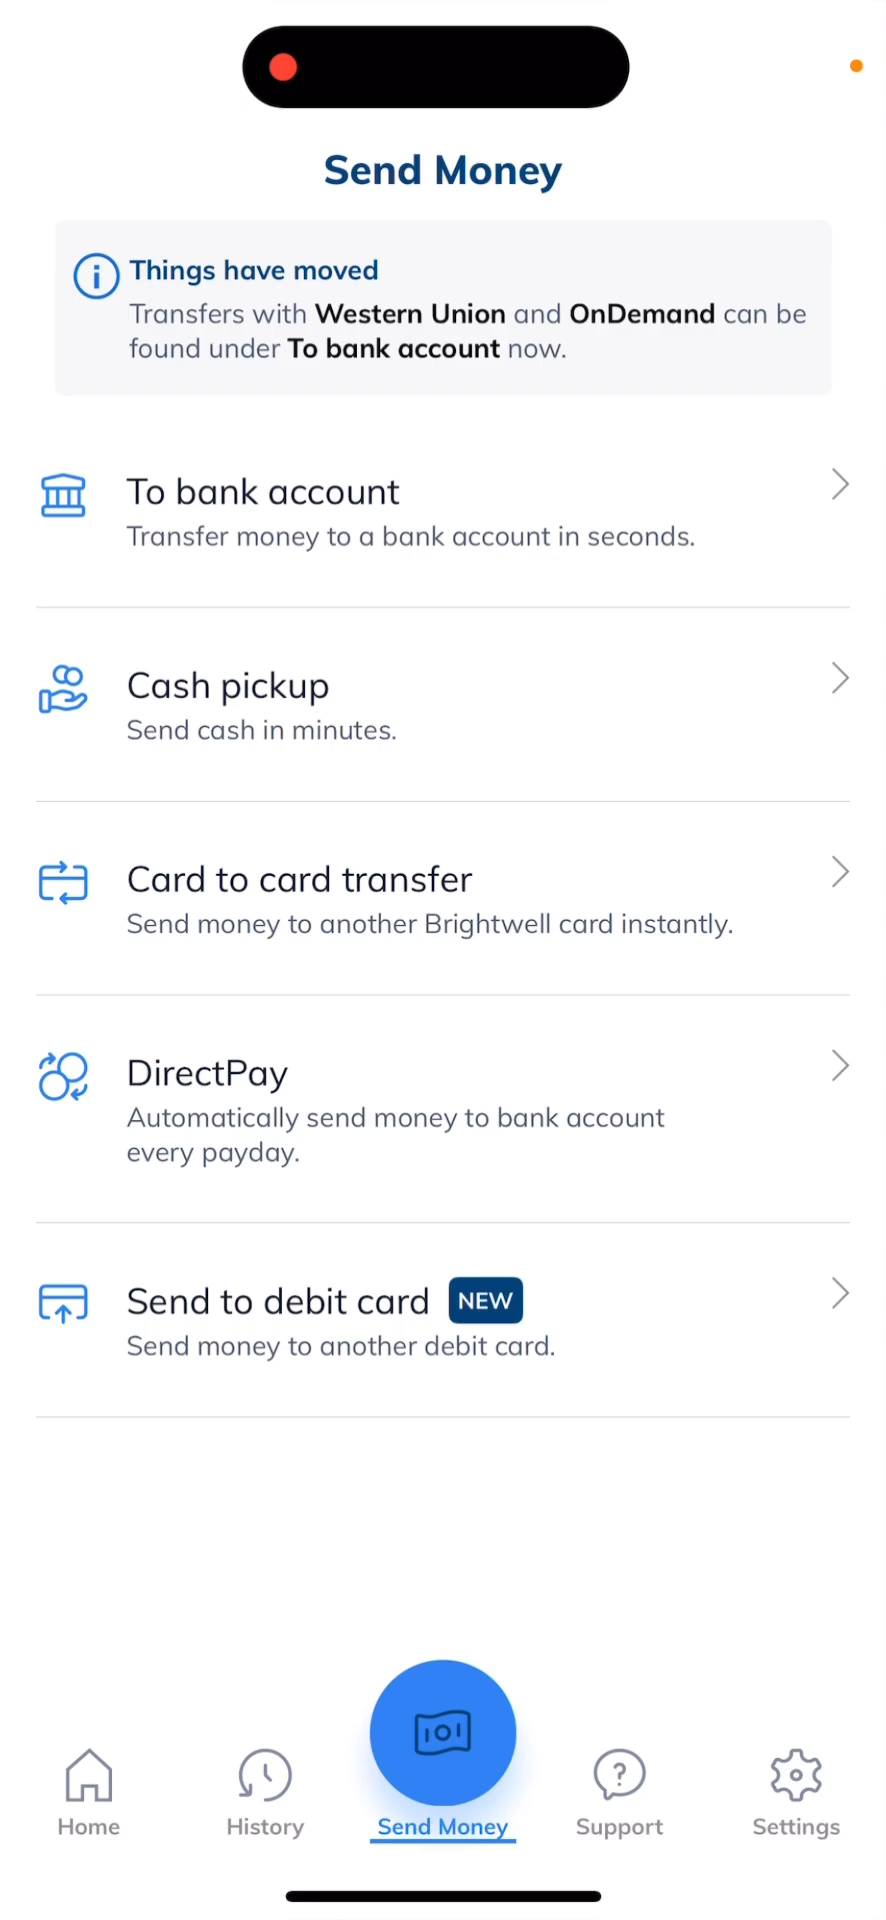 Send Money
Things have moved
Transfers with Western Union and OnDemand can be
found under To bank account now.
To bank account
Transfer money to a bank account in seconds.
Cash pickup
Send cash in minutes.
Card to card transfer
Send money to another Brightwell card instantly.
DirectPay
Automatically send money to bank account
every payday.
Send to debit card NEW
Send money to another debit card.
Home History Send Money Support Settings